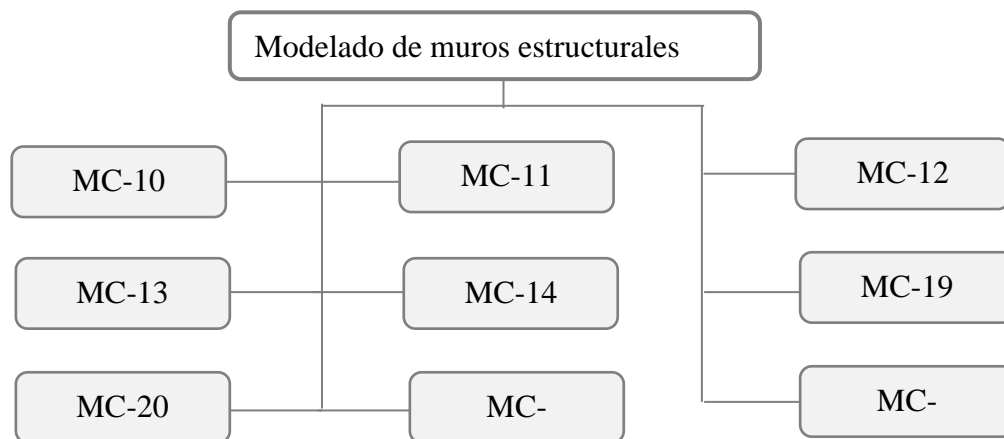 Modelado de muros estructurales
MC-10
MC-11
MC-12
MC-13
MC-14
MC-19
MC-20
MC-
MC-